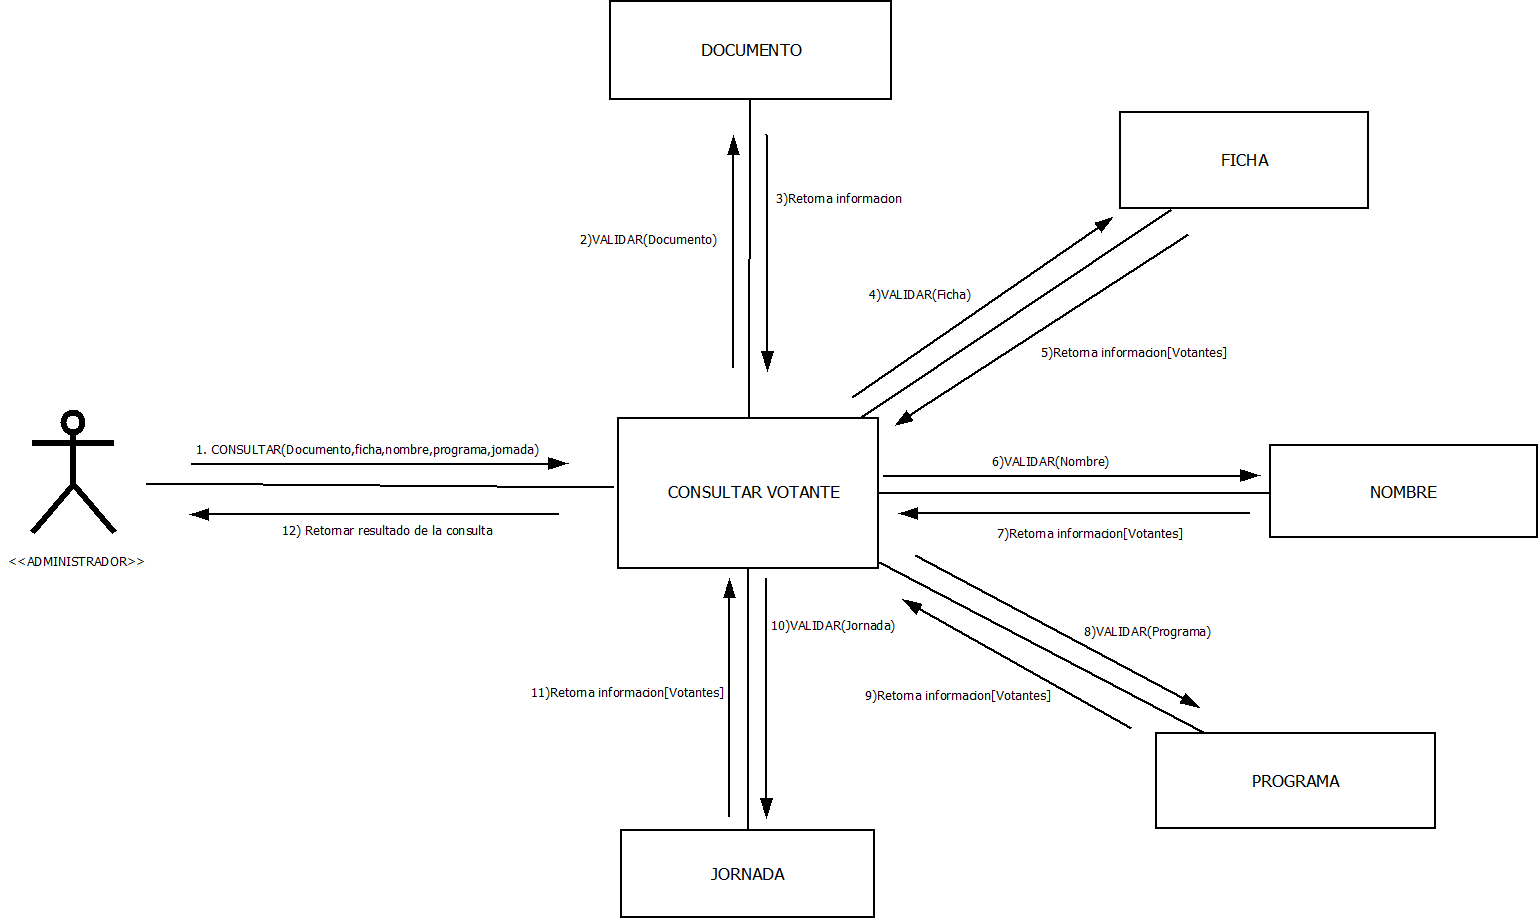 DOCUMENTO
FICHA
3)Retorna informacion
2)VALIDAR(Documento)
4)VALIDAR(Ficha)
5)Retorna informacion[Votantes]
1. CONSULTAR(Documento,ficha,nombre,programa,jornada)
6)VALIDAR(Nombre)
CONSULTAR VOTANTE
NOMBRE
12) Retornar resultado de la consulta
7)Retorna informacion[Votantes]
<<ADMINISTRADOR>>
10)VALIDAR(Jornada)
8)VALIDAR(Programa)
11)Retorna informacion[Votantes]
9)Retorna informacion[Votantes]
PROGRAMA
JORNADA